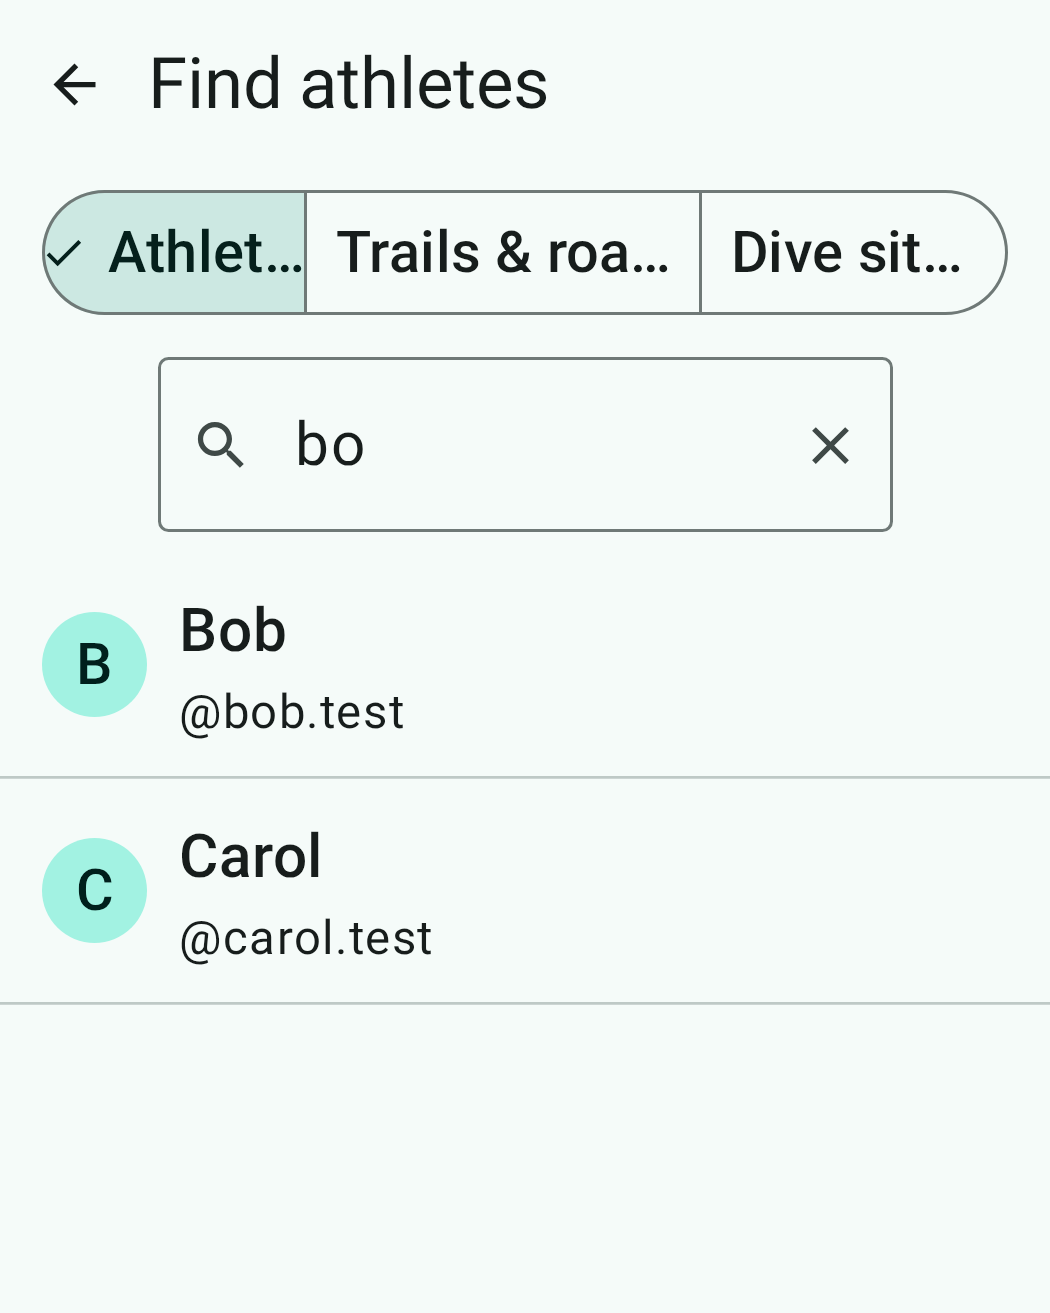 Find athletes
Athlet…
Trails & roa…
Dive sit…
bo
B
Bob
@bob.test
C
Carol
@carol.test